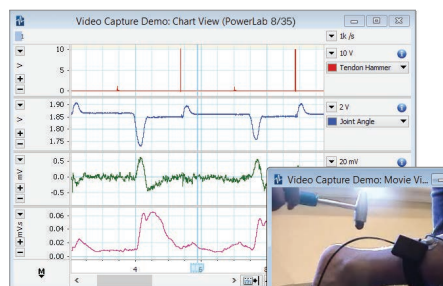 Video Capture Demo: Chart View (PowerLab 8/35)
1k /s
10
5
0
V
10 V
Tendon Hammer
1.90
1.85
1.80
1.75
V
2 V
Joint Angle
0.5
0.0
-0.5
mV
20 mV
Video Capture Demo: Movie Vi...
0.06
0.04
0.02
0.00
mVs
M
4
6
8